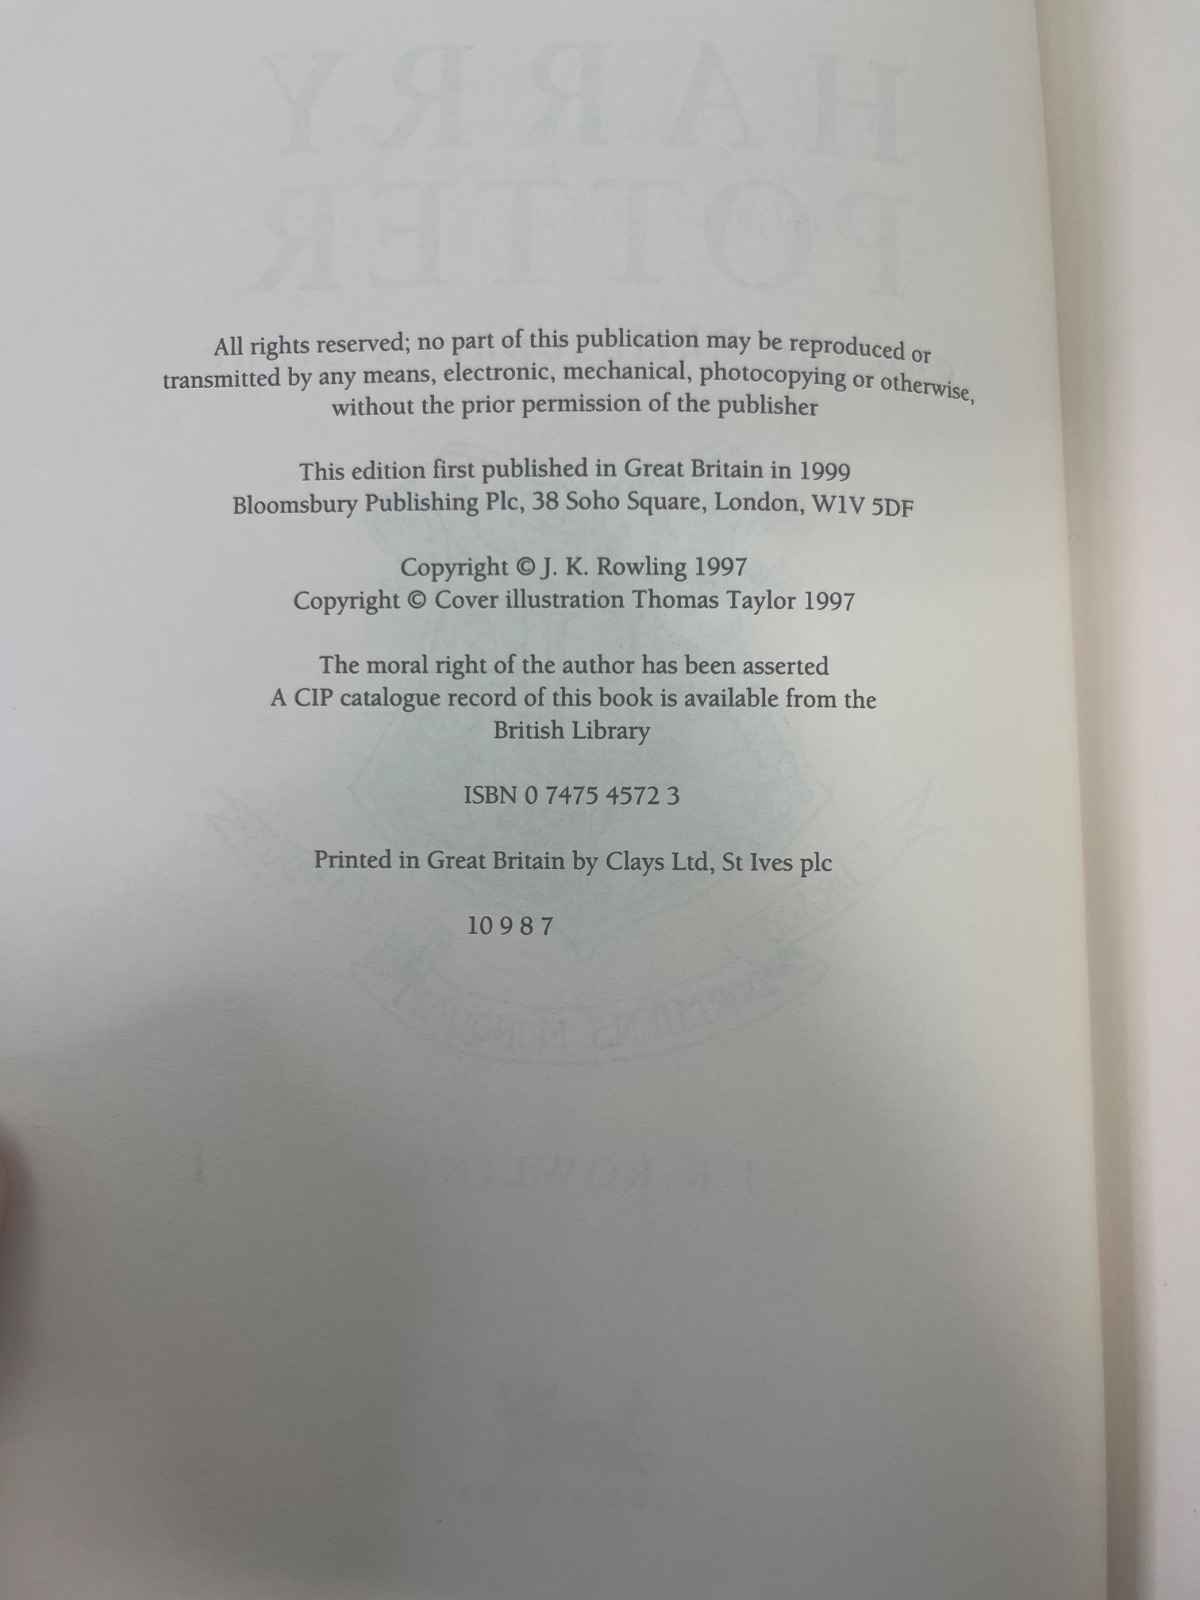 HARRY
POTTER
All rights reserved; no part of this publication may be reproduced or
transmitted by any means, electronic, mechanical, photocopying or otherwise,
without the prior permission of the publisher
This edition first published in Great Britain in 1999
Bloomsbury Publishing Plc, 38 Soho Square, London, W1V 5DF
Copyright © J. K. Rowling 1997
Copyright © Cover illustration Thomas Taylor 1997
The moral right of the author has been asserted
A CIP catalogue record of this book is available from the
British Library
ISBN 0 7475 4572 3
Printed in Great Britain by Clays Ltd, St Ives plc
10 9 8 7
J. K. ROWLING